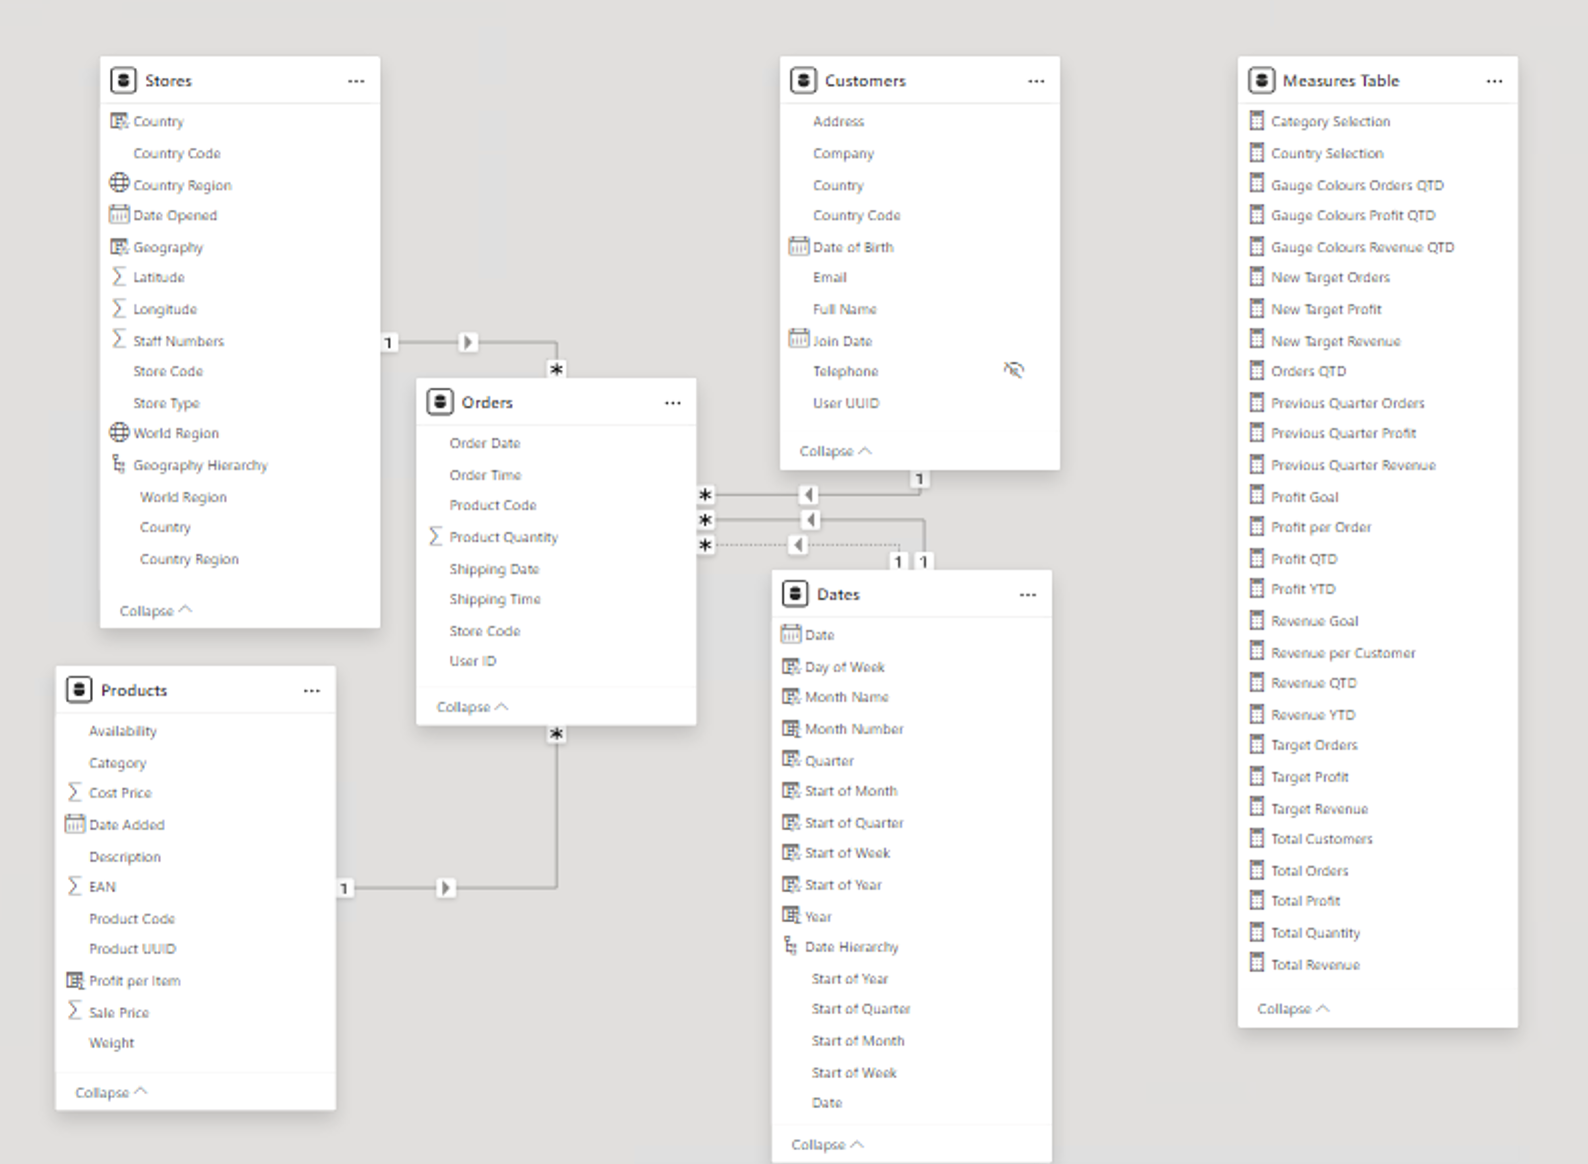 Stores ...
Country
Country Code
Country Region
Date Opened
Geography
Latitude
Longitude
Staff Numbers
Store Code
Store Type
World Region
Geography Hierarchy
World Region
Country
Country Region
Collapse
1
*
Orders ...
Order Date
Order Time
Product Code
Product Quantity
Shipping Date
Shipping Time
Store Code
User ID
Collapse
*
Products ...
Availability
Category
Cost Price
Date Added
Description
EAN
Product Code
Product UUID
Profit per Item
Sale Price
Weight
Collapse
1
Customers ...
Address
Company
Country
Country Code
Date of Birth
Email
Full Name
Join Date
Telephone
User UUID
Collapse
1
*
*
*
1 1
Dates ...
Date
Day of Week
Month Name
Month Number
Quarter
Start of Month
Start of Quarter
Start of Week
Start of Year
Year
Date Hierarchy
Start of Year
Start of Quarter
Start of Month
Start of Week
Date
Collapse
Measures Table ...
Category Selection
Country Selection
Gauge Colours Orders QTD
Gauge Colours Profit QTD
Gauge Colours Revenue QTD
New Target Orders
New Target Profit
New Target Revenue
Orders QTD
Previous Quarter Orders
Previous Quarter Profit
Previous Quarter Revenue
Profit Goal
Profit per Order
Profit QTD
Profit YTD
Revenue Goal
Revenue per Customer
Revenue QTD
Revenue YTD
Target Orders
Target Profit
Target Revenue
Total Customers
Total Orders
Total Profit
Total Quantity
Total Revenue
Collapse